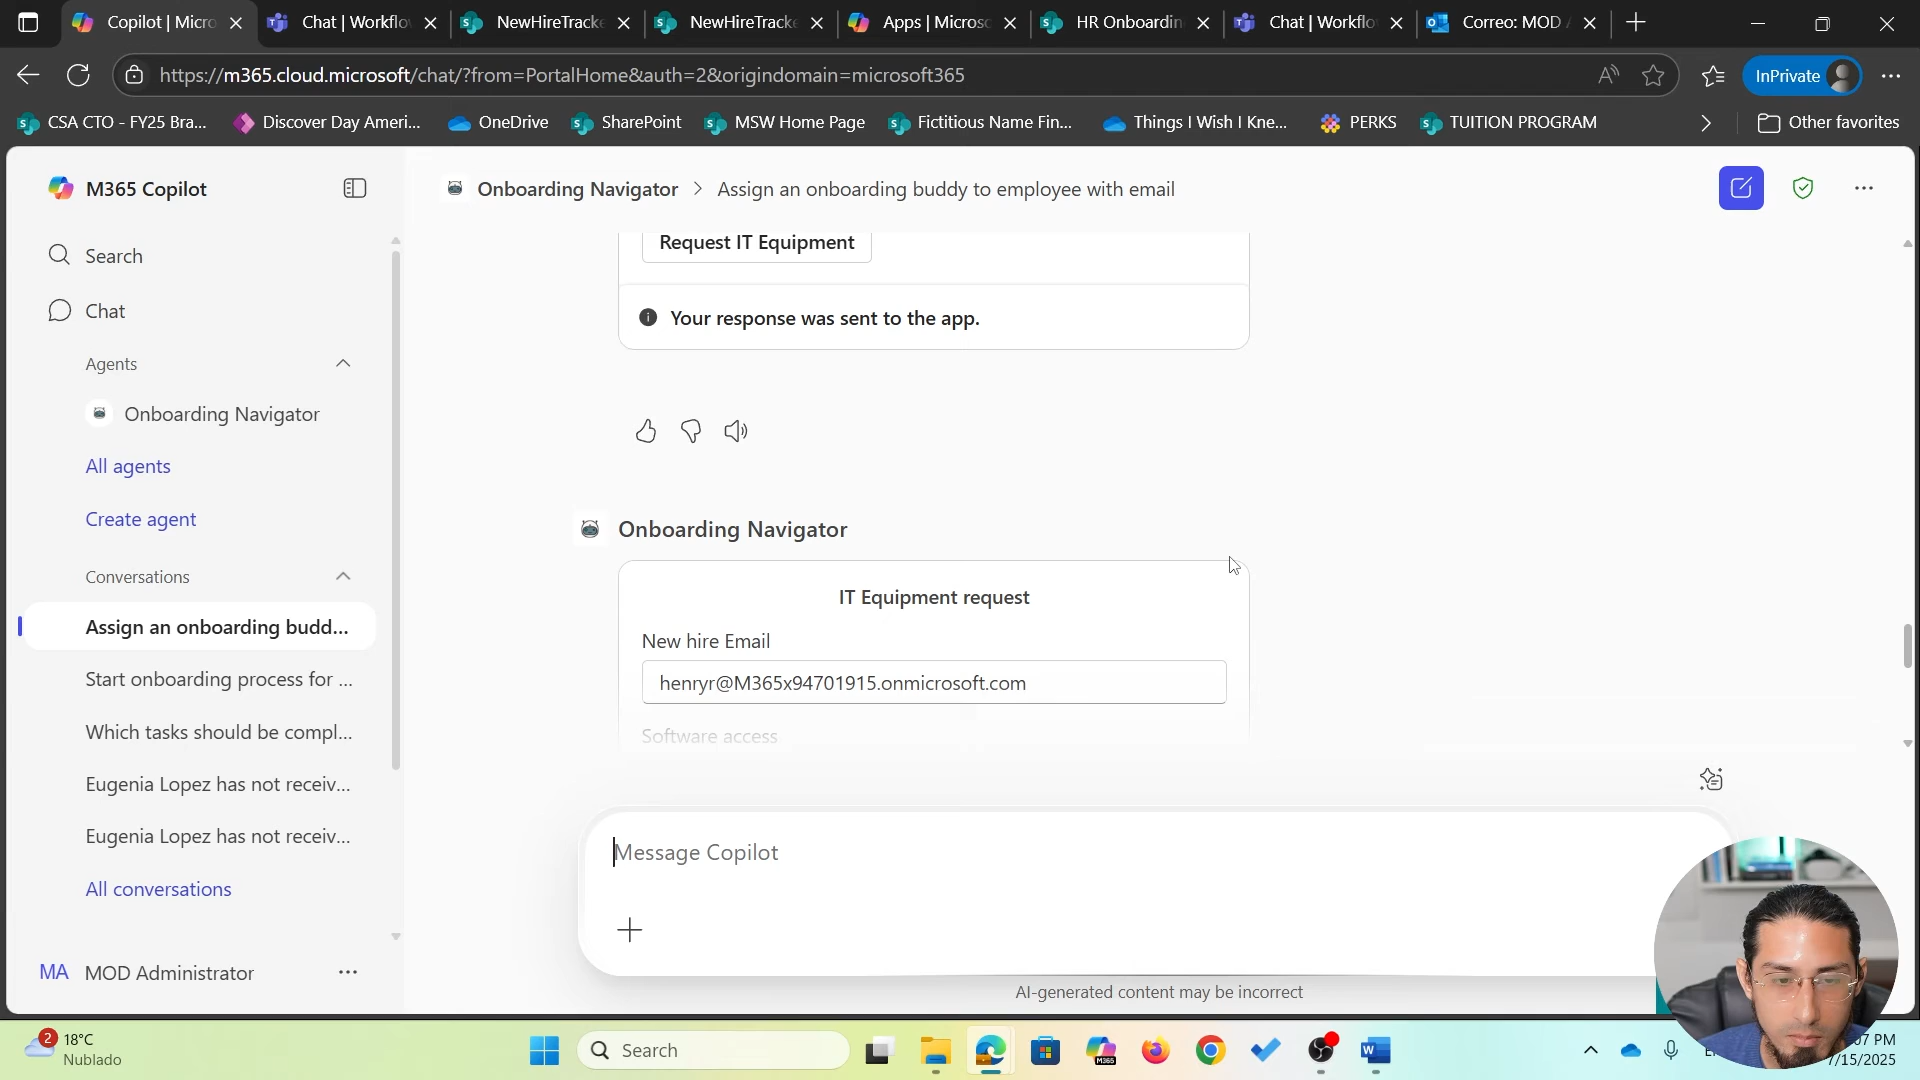 Copilot | Micro
Chat | Workflo
NewHireTracke
NewHireTracke
Apps | Microso
HR Onboardin
Chat | Workflo
Correo: MOD
https://m365.cloud.microsoft/chat/?from=PortalHome&auth=2&origindomain=microsoft365
InPrivate
CSA CTO - FY25 Bra...
Discover Day Ameri...
OneDrive
SharePoint
MSW Home Page
Fictitious Name Fin...
Things I Wish I Kne...
PERKS
TUITION PROGRAM
Other favorites
M365 Copilot
Search
Chat
Agents
Onboarding Navigator
All agents
Create agent
Conversations
Assign an onboarding budd...
Start onboarding process for ...
Which tasks should be compl...
Eugenia Lopez has not receiv...
Eugenia Lopez has not receiv...
All conversations
MA MOD Administrator
Onboarding Navigator > Assign an onboarding buddy to employee with email
Request IT Equipment
Your response was sent to the app.
Onboarding Navigator
IT Equipment request
New hire Email
henryr@M365x94701915.onmicrosoft.com
Software access
Message Copilot
AI-generated content may be incorrect
2
18°C
Nublado
Search
M365
07 PM
7/15/2025